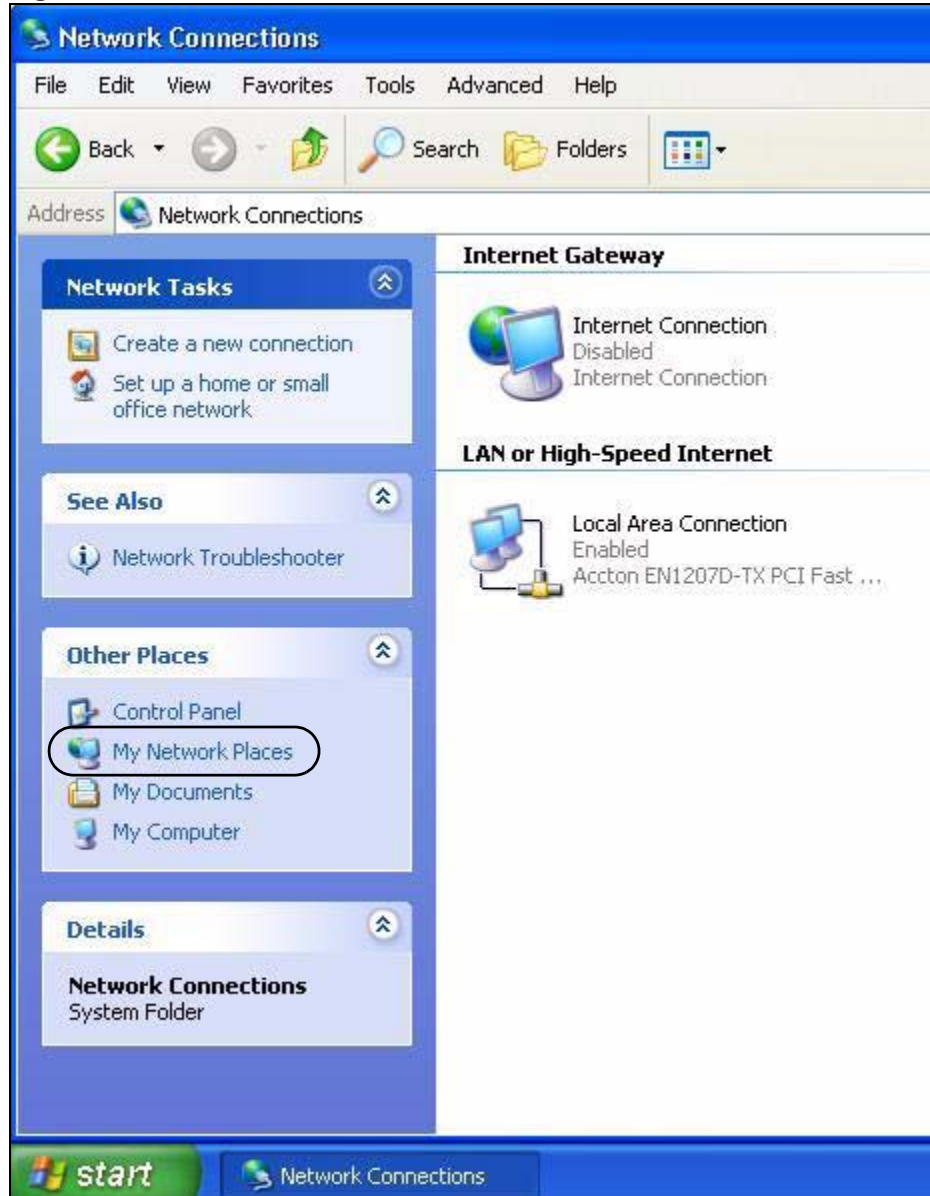 Network Connections
File Edit View Favorites Tools Advanced Help
Back Search Folders
Address Network Connections
Network Tasks
Create a new connection
Set up a home or small
office network
See Also
Network Troubleshooter
Other Places
Control Panel
My Network Places
My Documents
My Computer
Details
Network Connections
System Folder
Internet Gateway
Internet Connection
Disabled
Internet Connection
LAN or High-Speed Internet
Local Area Connection
Enabled
Accton EN1207D-TX PCI Fast ...
start Network Connections